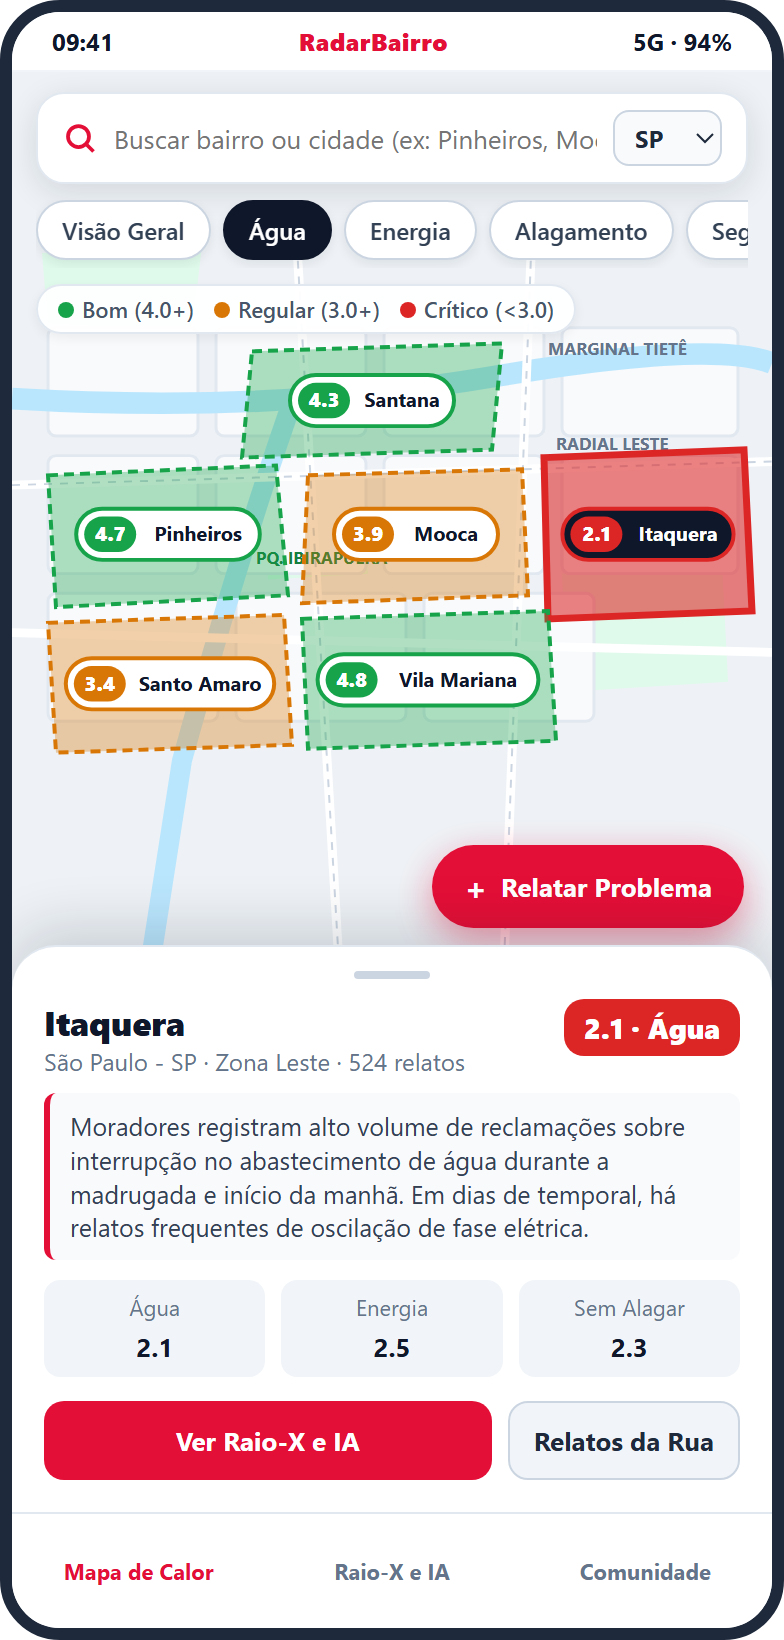 09:41
RadarBairro
5G · 94%
Buscar bairro ou cidade (ex: Pinheiros, Moo
SP
Visão Geral
Água
Energia
Alagamento
Seg
Bom (4.0+)
Regular (3.0+)
Crítico (<3.0)
MARGINAL TIETÊ
4.3 Santana
RADIAL LESTE
4.7 Pinheiros
3.9 Mooca
2.1 Itaquera
PQ. IBIRAPUERA
3.4 Santo Amaro
4.8 Vila Mariana
+ Relatar Problema
Itaquera
2.1 · Água
São Paulo - SP · Zona Leste · 524 relatos
Moradores registram alto volume de reclamações sobre
interrupção no abastecimento de água durante a
madrugada e início da manhã. Em dias de temporal, há
relatos frequentes de oscilação de fase elétrica.
Água
2.1
Energia
2.5
Sem Alagar
2.3
Ver Raio-X e IA
Relatos da Rua
Mapa de Calor
Raio-X e IA
Comunidade